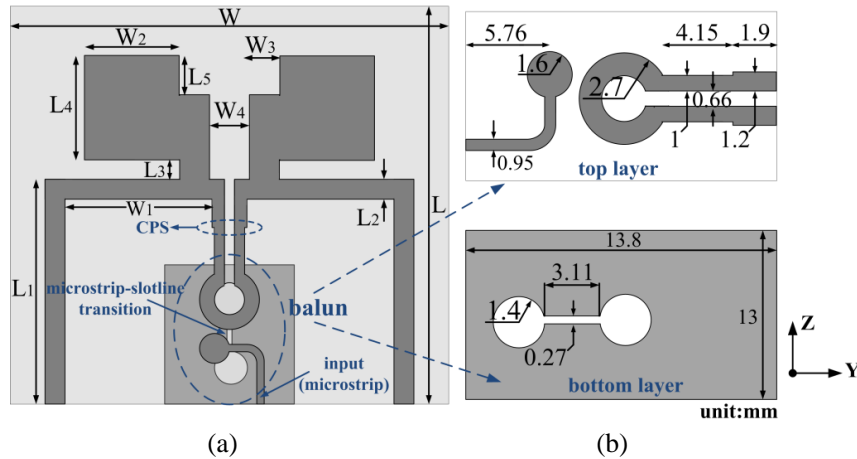 W
W2
W3
L5
L4
W4
L3
L
W1
L2
CPS
L1
microstrip-slotline
transition
balun
input
(microstrip)
(a)
5.76
4.15
1.9
1.6
2.7
0.66
0.95
1
1.2
top layer
13.8
3.11
1.4
13
0.27
bottom layer
Z
Y
unit:mm
(b)